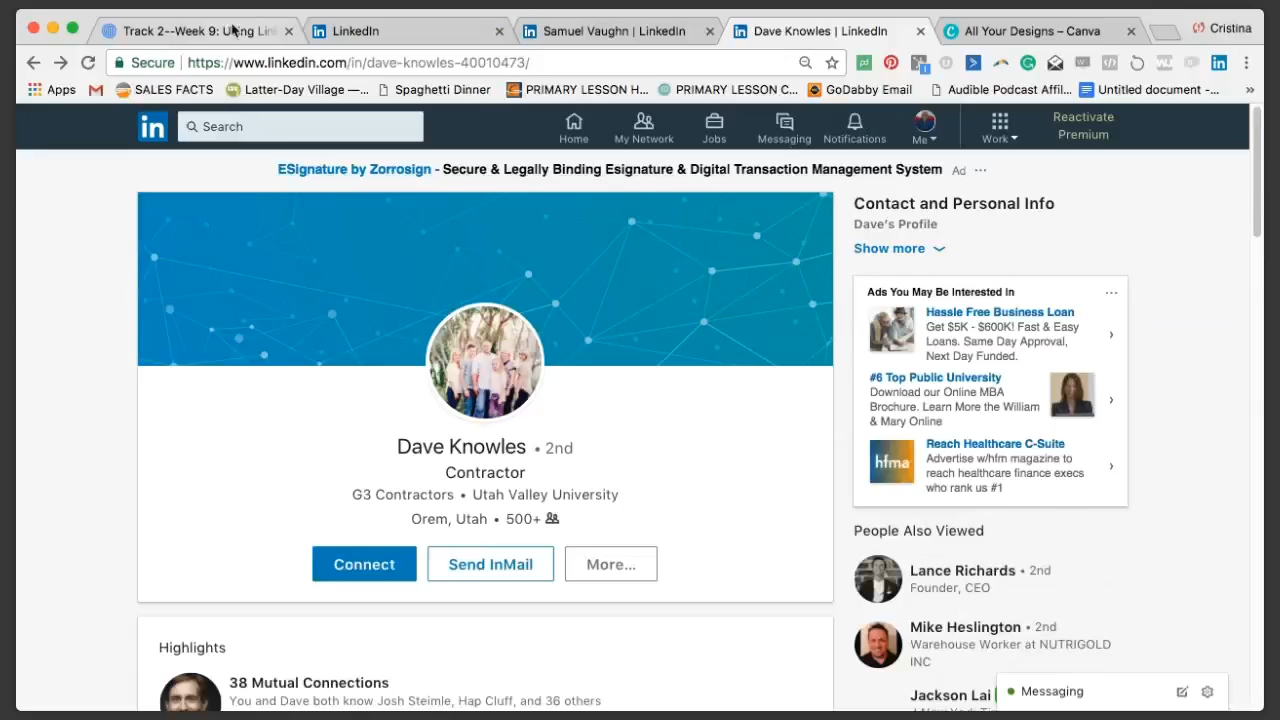 Track 2--Week 9: Using Lin
LinkedIn
Samuel Vaughn | LinkedIn
Dave Knowles | LinkedIn
All Your Designs – Canva
Cristina
Secure
https://www.linkedin.com/in/dave-knowles-40010473/
Apps
SALES FACTS
Latter-Day Village —...
Spaghetti Dinner
PRIMARY LESSON H...
PRIMARY LESSON C...
GoDabby Email
Audible Podcast Affil...
Untitled document -...
»
in
Search
Home
My Network
Jobs
Messaging
Notifications
Me
Work
Reactivate
Premium
ESignature by Zorrosign - Secure & Legally Binding Esignature & Digital Transaction Management System Ad ...
Dave Knowles • 2nd
Contractor
G3 Contractors • Utah Valley University
Orem, Utah • 500+
Connect
Send InMail
More...
Highlights
38 Mutual Connections
You and Dave both know Josh Steimle, Hap Cluff, and 36 others
Contact and Personal Info
Dave's Profile
Show more
Ads You May Be Interested In ...
Hassle Free Business Loan
Get $5K - $600K! Fast & Easy
Loans. Same Day Approval,
Next Day Funded.
#6 Top Public University
Download our Online MBA
Brochure. Learn More the William
& Mary Online
hfma
Reach Healthcare C-Suite
Advertise w/hfm magazine to
reach healthcare finance execs
who rank us #1
People Also Viewed
Lance Richards • 2nd
Founder, CEO
Mike Heslington • 2nd
Warehouse Worker at NUTRIGOLD
INC
Jackson Lai
Messaging